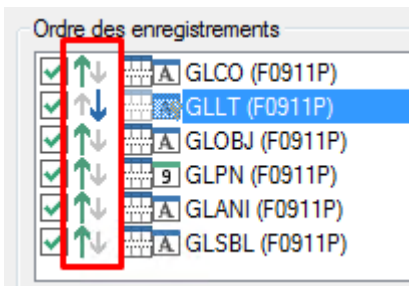 Ordre des enregistrements
GLCO (F0911P)
GLLT (F0911P)
GLOBJ (F0911P)
GLPN (F0911P)
GLANI (F0911P)
GLSBL (F0911P)